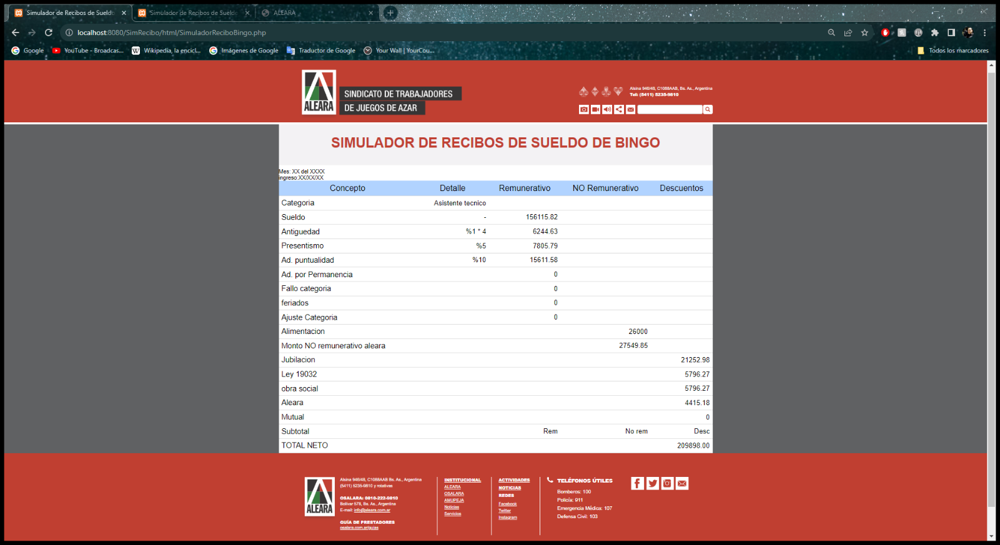 Simulador de Recibos de Sueldo
'Simulador de Recibos de Sueldo
ALEARA
localhost:8080/SimRecibo/html/SimuladorReciboBingo.php
Google
YouTube - Broadcas...
Wikipedia, la encicl...
Imágenes de Google
Traductor de Google
Your Wall | YourCou...
Todos los marcadores
ALEARA
SINDICATO DE TRABAJADORES
DE JUEGOS DE AZAR
Alsina 946/48, C1088AAB, Bs. As., Argentina
Tel: (5411) 5235-9810
SIMULADOR DE RECIBOS DE SUELDO DE BINGO
Mes: XX del XXXX
ingreso:XX/XX/XX
Concepto Detalle Remunerativo NO Remunerativo Descuentos
Categoria Asistente tecnico
Sueldo - 156115.82
Antiguedad %1 * 4 6244.63
Presentismo %5 7805.79
Ad. puntualidad %10 15611.58
Ad. por Permanencia 0
Fallo categoria 0
feriados 0
Ajuste Categoria 0
Alimentacion 26000
Monto NO remunerativo aleara 27549.85
Jubilacion 21252.98
Ley 19032 5796.27
obra social 5796.27
Aleara 4415.18
Mutual 0
Subtotal Rem No rem Desc
TOTAL NETO 209898.00
ALEARA
Alsina 946/48, C1088AAB Bs. As., Argentina
(5411) 5235-9810 y rotativas
OSALARA: 0810-222-9810
Bolívar 578, Bs. As., Argentina
E-mail: info@aleara.com.ar
GUÍA DE PRESTADORES
osalara.com.ar/guias
INSTITUCIONAL
ALEARA
OSALARA
AMUPEJA
Noticias
Servicios
ACTIVIDADES
NOTICIAS
REDES
Facebook
Twitter
Instagram
TELÉFONOS ÚTILES
Bomberos: 100
Policía: 911
Emergencia Médica: 107
Defensa Civil: 103